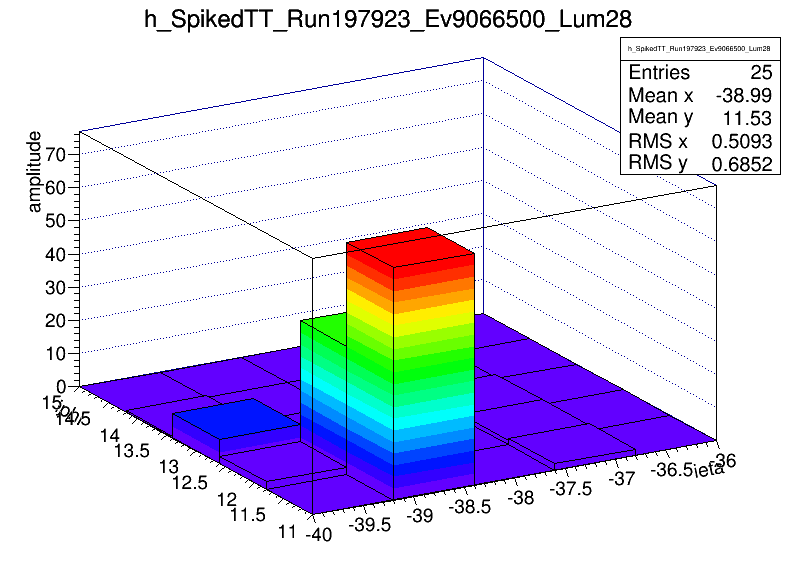 h_SpikedTT_Run197923_Ev9066500_Lum28
h_SpikedTT_Run197923_Ev9066500_Lum28
Entries 25
Mean x -38.99
Mean y 11.53
RMS x 0.5093
RMS y 0.6852
amplitude
70
60
50
40
30
20
10
0
15
14.5
14
13.5
13
12.5
12
11.5
11
-40
-39.5
-39
-38.5
-38
-37.5
-37
-36.5
-36
ieta